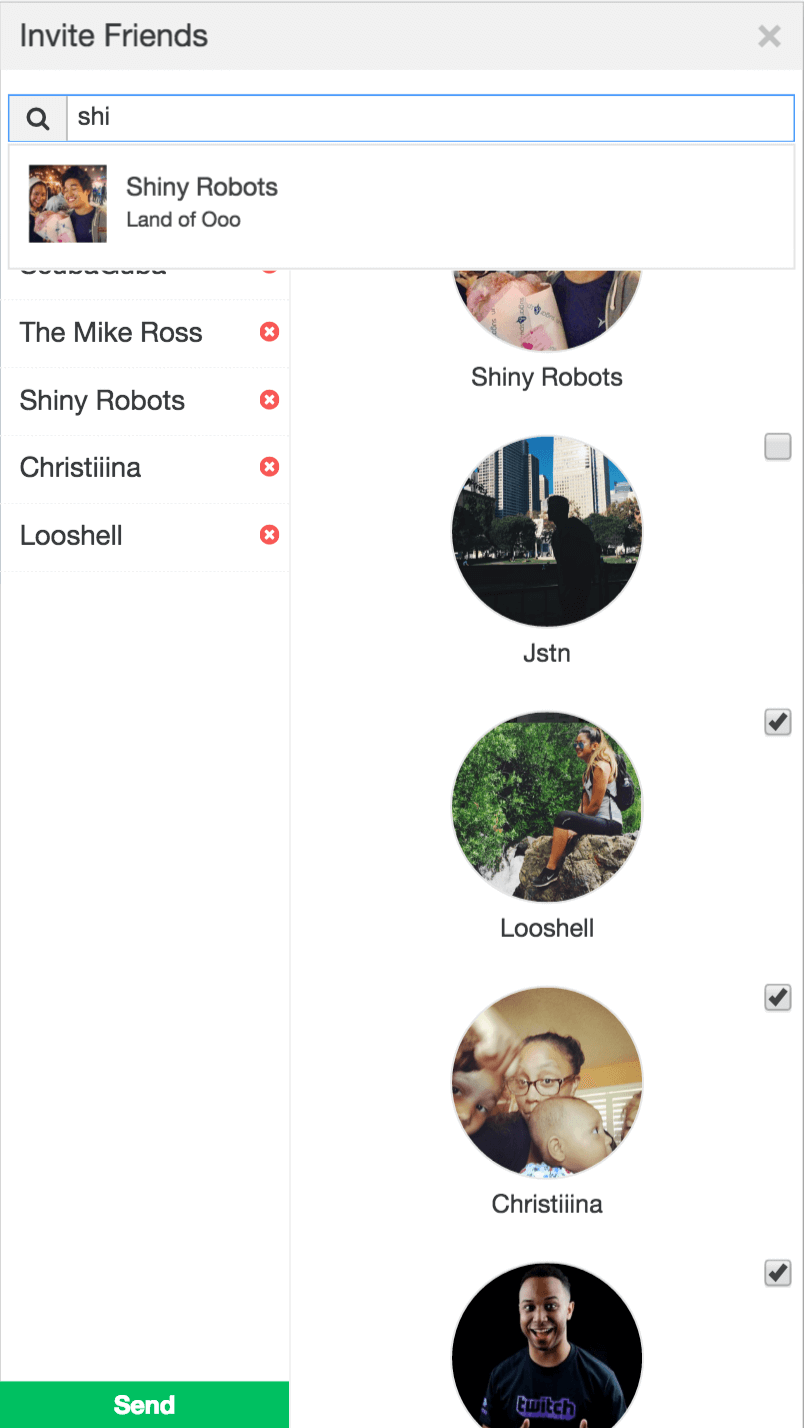 Invite Friends
shi
Shiny Robots
Land of Ooo
The Mike Ross
Shiny Robots
Christiiina
Looshell
Send
Shiny Robots
Jstn
Looshell
Christiiina
twitch